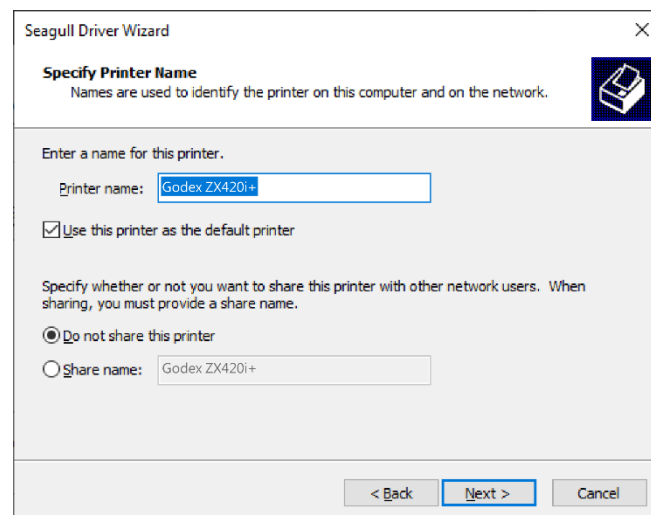 Seagull Driver Wizard
Specify Printer Name
Names are used to identify the printer on this computer and on the network.
Enter a name for this printer.
Printer name: Godex ZX420i+
Use this printer as the default printer
Specify whether or not you want to share this printer with other network users. When
sharing, you must provide a share name.
Do not share this printer
Share name: Godex ZX420i+
< Back Next > Cancel